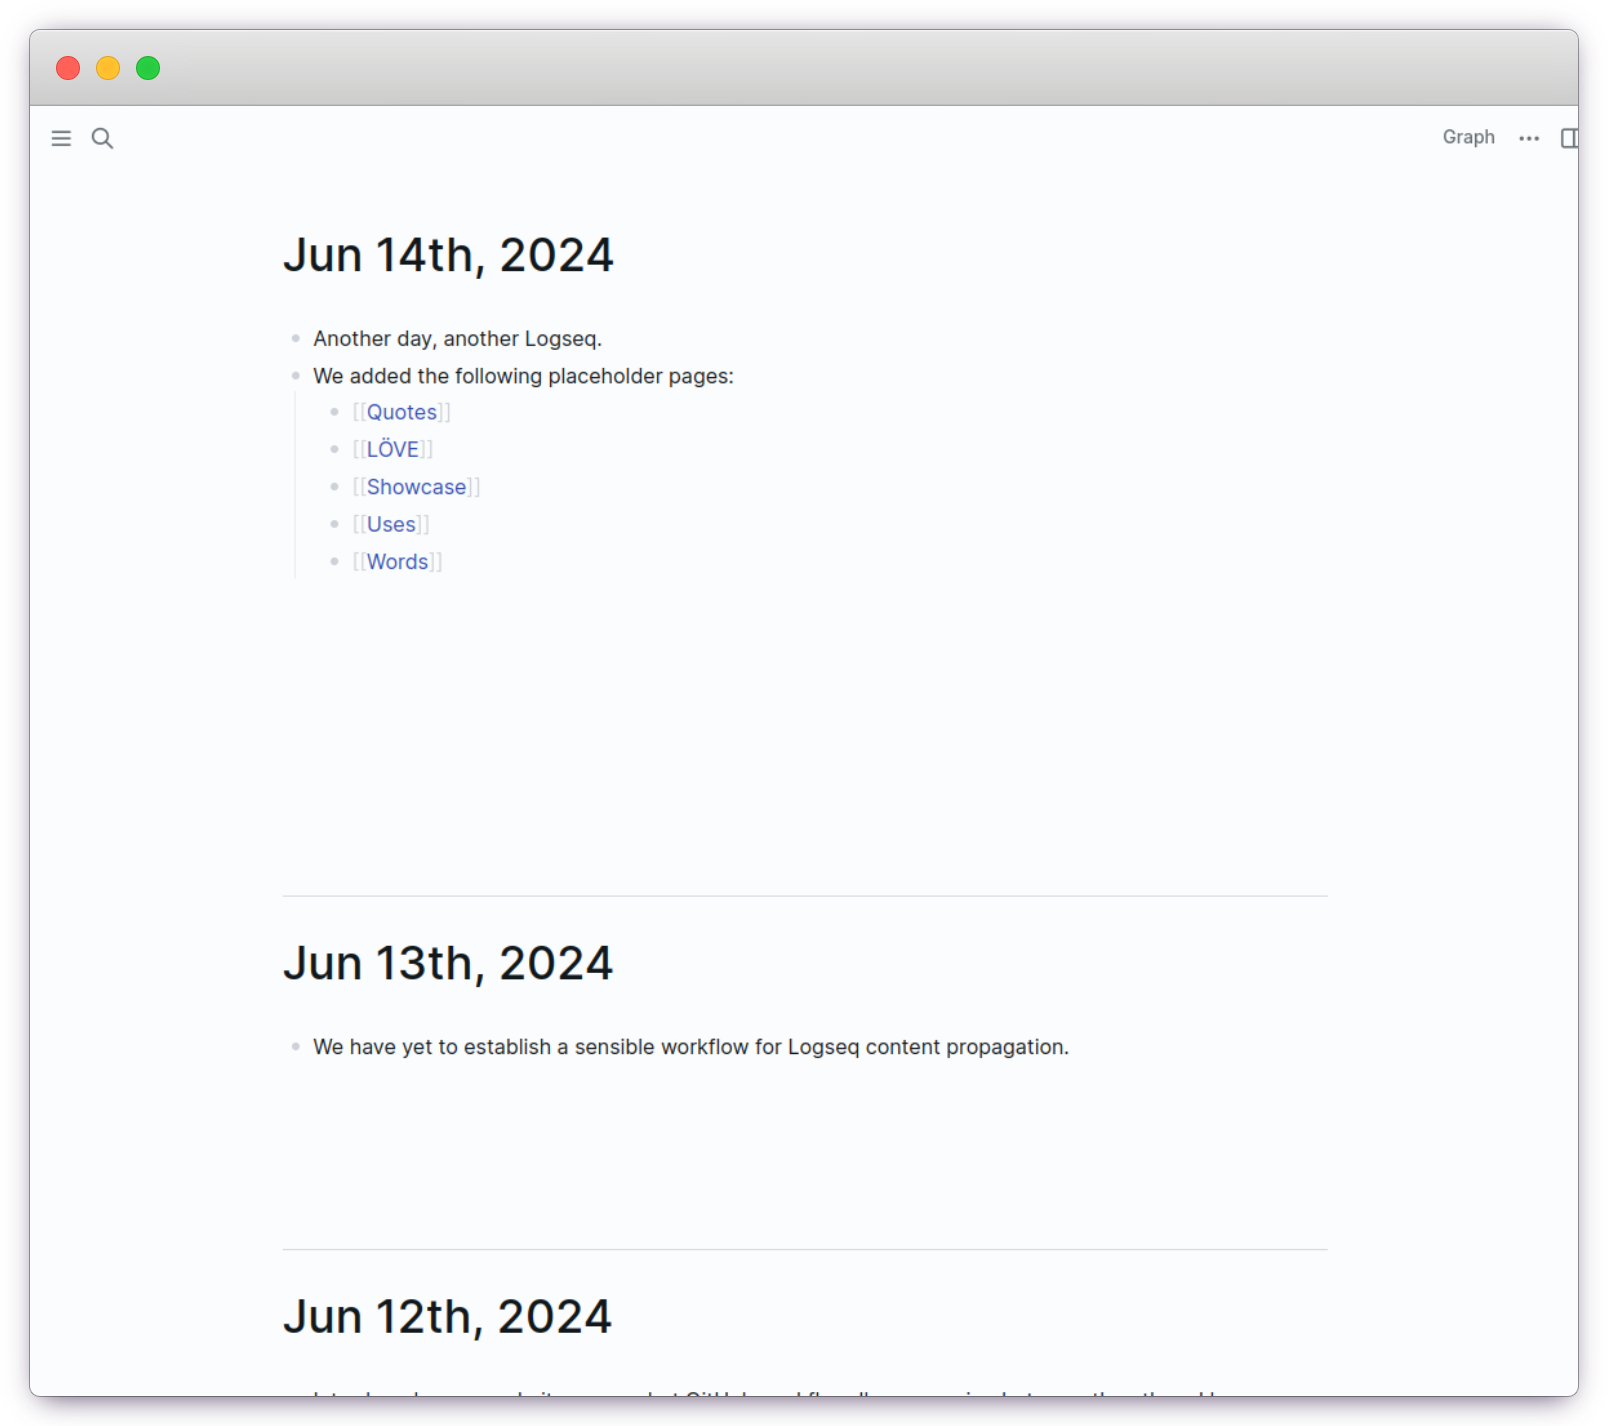 Graph
Jun 14th, 2024
Another day, another Logseq.
We added the following placeholder pages:
[[Quotes]]
[[LÖVE]]
[[Showcase]]
[[Uses]]
[[Words]]
Jun 13th, 2024
We have yet to establish a sensible workflow for Logseq content propagation.
Jun 12th, 2024